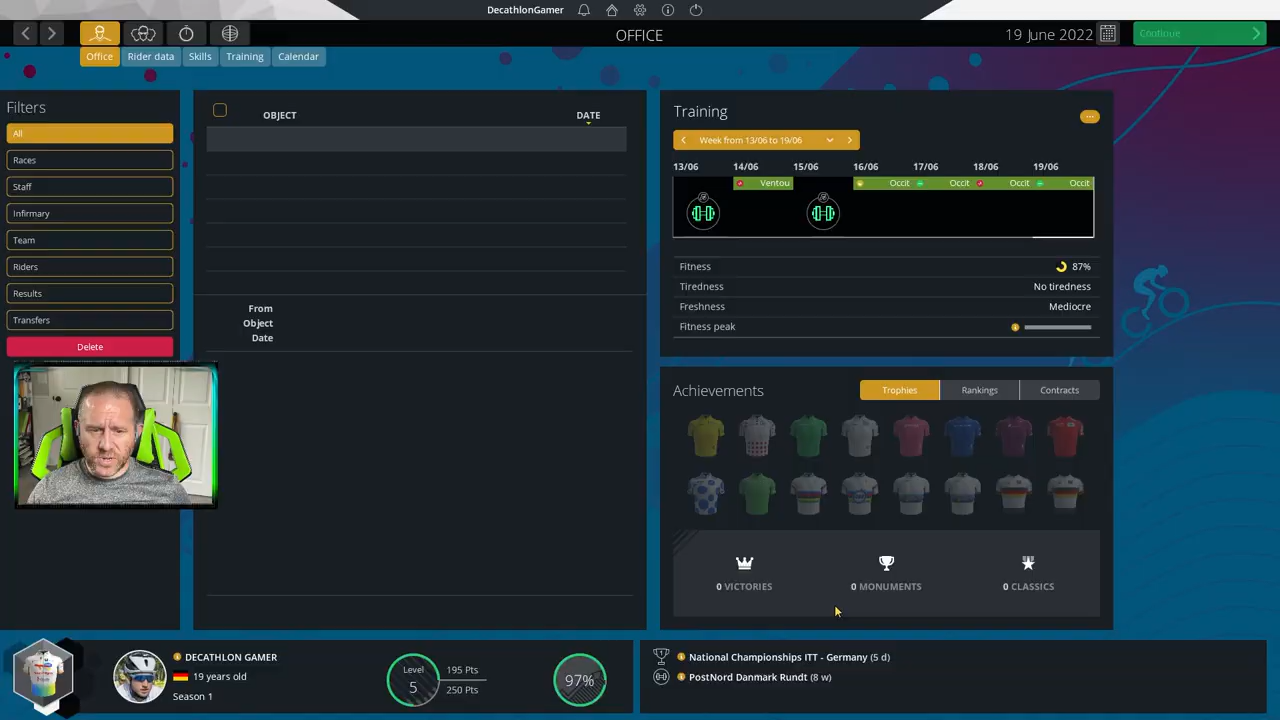 DecathlonGamer
OFFICE
19 June 2022
Continue
Office
Rider data
Skills
Training
Calendar
Filters
All
Races
Staff
Infirmary
Team
Riders
Results
Transfers
Delete
OBJECT
DATE
From
Object
Date
Training
...
Week from 13/06 to 19/06
13/06 14/06 15/06 16/06 17/06 18/06 19/06
Ventou Occit Occit Occit Occit
Fitness 87%
Tiredness No tiredness
Freshness Mediocre
Fitness peak
Achievements
Trophies
Rankings
Contracts
0 VICTORIES
0 MONUMENTS
0 CLASSICS
DECATHLON GAMER
19 years old
Season 1
Level
5
195 Pts
250 Pts
97%
National Championships ITT - Germany (5 d)
PostNord Danmark Rundt (8 w)